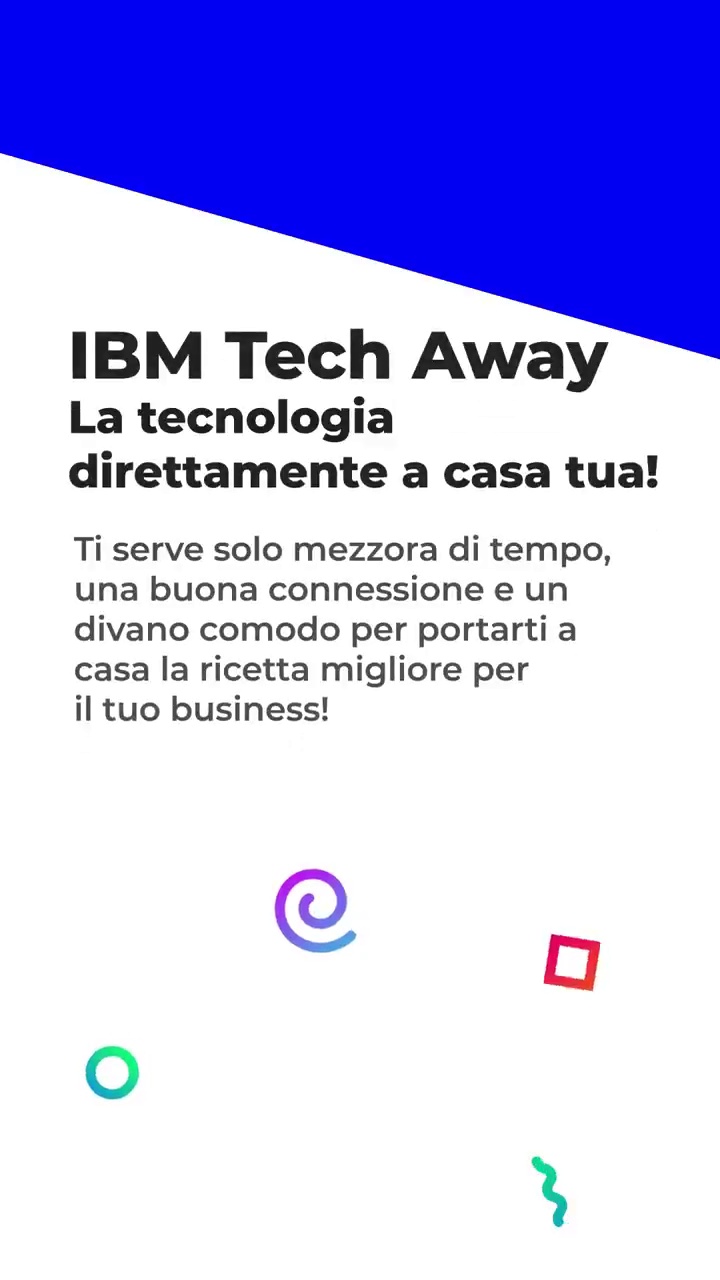 IBM Tech Away
La tecnologia
direttamente a casa tua!
Ti serve solo mezzora di tempo,
una buona connessione e un
divano comodo per portarti a
casa la ricetta migliore per
il tuo business!